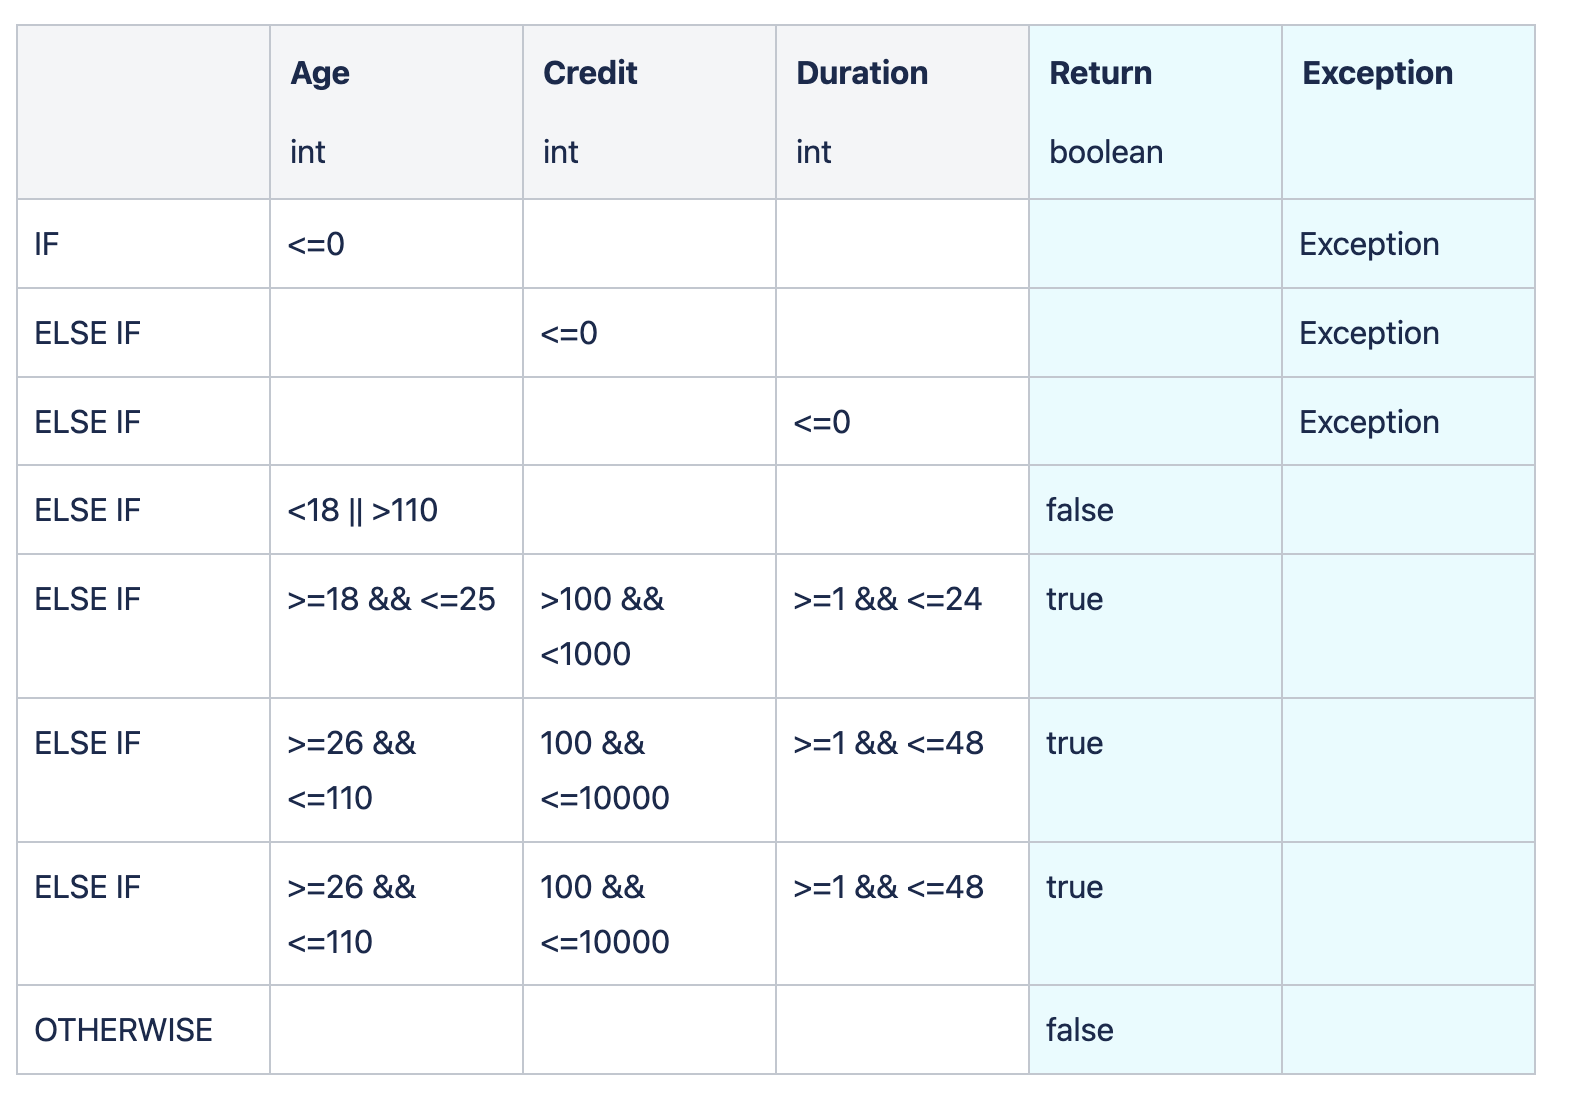 Age Credit Duration Return Exception
int int int boolean
IF <=0 Exception
ELSE IF <=0 Exception
ELSE IF <=0 Exception
ELSE IF <18 || >110 false
ELSE IF >=18 && <=25 >100 && >=1 && <=24 true
<1000
ELSE IF >=26 && 100 && >=1 && <=48 true
<=110 <=10000
ELSE IF >=26 && 100 && >=1 && <=48 true
<=110 <=10000
OTHERWISE false